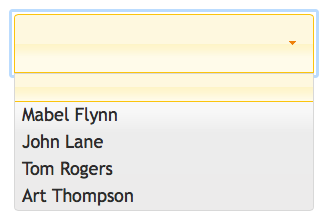 Mabel Flynn
John Lane
Tom Rogers
Art Thompson